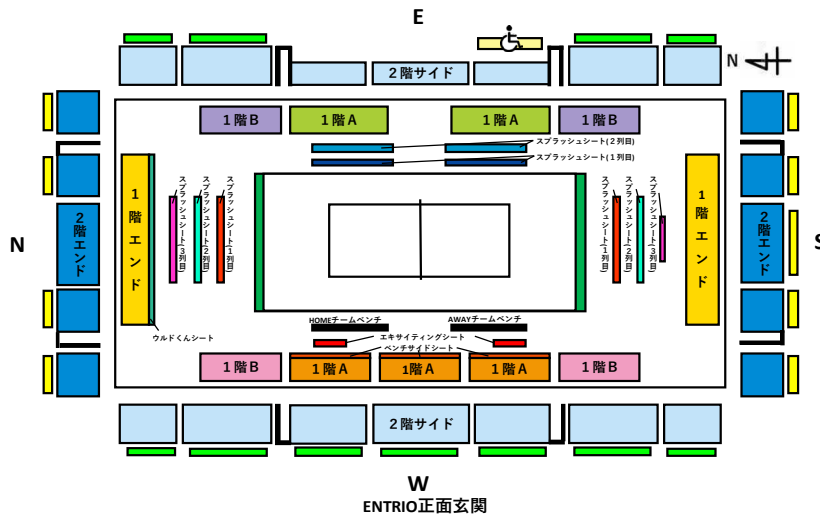 E
N
2階サイド
1階B
1階A
1階A
1階B
スプラッシュシート(2列目)
スプラッシュシート(1列目)
N
2階エンド
1階エンド
スプラッシュシート(3列目)
スプラッシュシート(2列目)
スプラッシュシート(1列目)
スプラッシュシート(1列目)
スプラッシュシート(2列目)
スプラッシュシート(3列目)
1階エンド
2階エンド
S
HOMEチームベンチ
AWAYチームベンチ
ウルドくんシート
エキサイティングシート
ベンチサイドシート
1階B
1階A
1階A
1階A
1階B
2階サイド
W
ENTRIO正面玄関